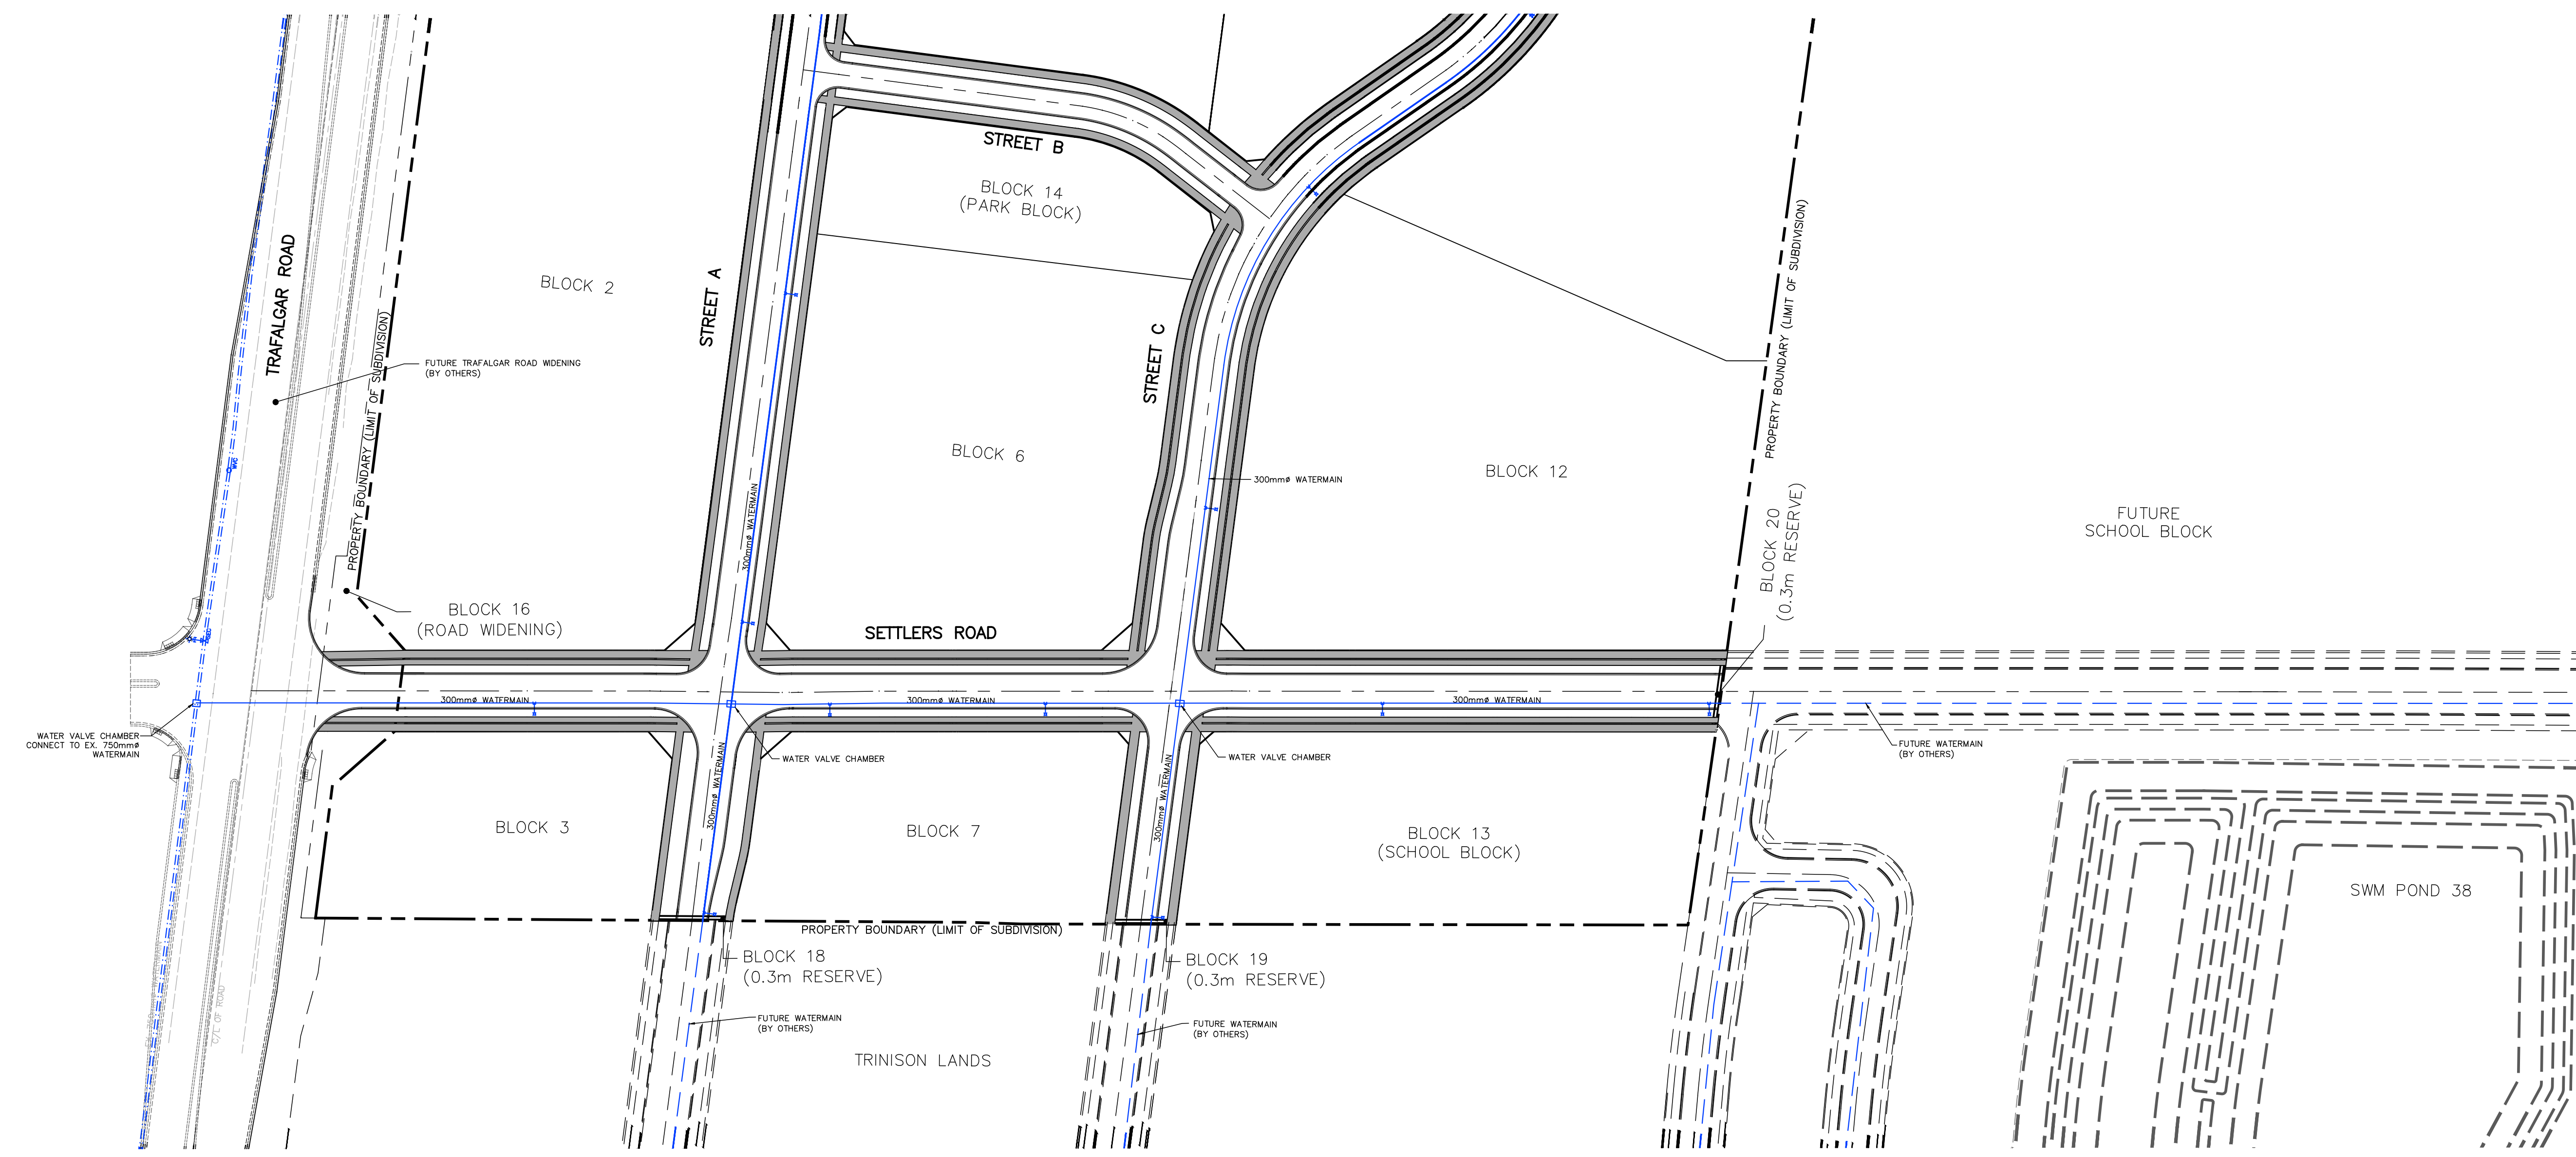 STREET B
BLOCK 14
(PARK BLOCK)
TRAFALGAR ROAD
BLOCK 2
STREET A
STREET C
PROPERTY BOUNDARY (LIMIT OF SUBDIVISION)
PROPERTY BOUNDARY (LIMIT OF SUBDIVISION)
FUTURE TRAFALGAR ROAD WIDENING
(BY OTHERS)
BLOCK 6
BLOCK 12
300mmø WATERMAIN
300mmø WATERMAIN
BLOCK 20
(0.3m RESERVE)
FUTURE
SCHOOL BLOCK
WVC
BLOCK 16
(ROAD WIDENING)
SETTLERS ROAD
300mmø WATERMAIN
300mmø WATERMAIN
300mmø WATERMAIN
WATER VALVE CHAMBER
CONNECT TO EX. 750mmø
WATERMAIN
WATER VALVE CHAMBER
WATER VALVE CHAMBER
FUTURE WATERMAIN
(BY OTHERS)
300mmø WATERMAIN
300mmø WATERMAIN
BLOCK 3
BLOCK 7
BLOCK 13
(SCHOOL BLOCK)
SWM POND 38
PROPERTY BOUNDARY (LIMIT OF SUBDIVISION)
BLOCK 18
(0.3m RESERVE)
BLOCK 19
(0.3m RESERVE)
C/L OF ROAD
FUTURE WATERMAIN
(BY OTHERS)
FUTURE WATERMAIN
(BY OTHERS)
TRINISON LANDS